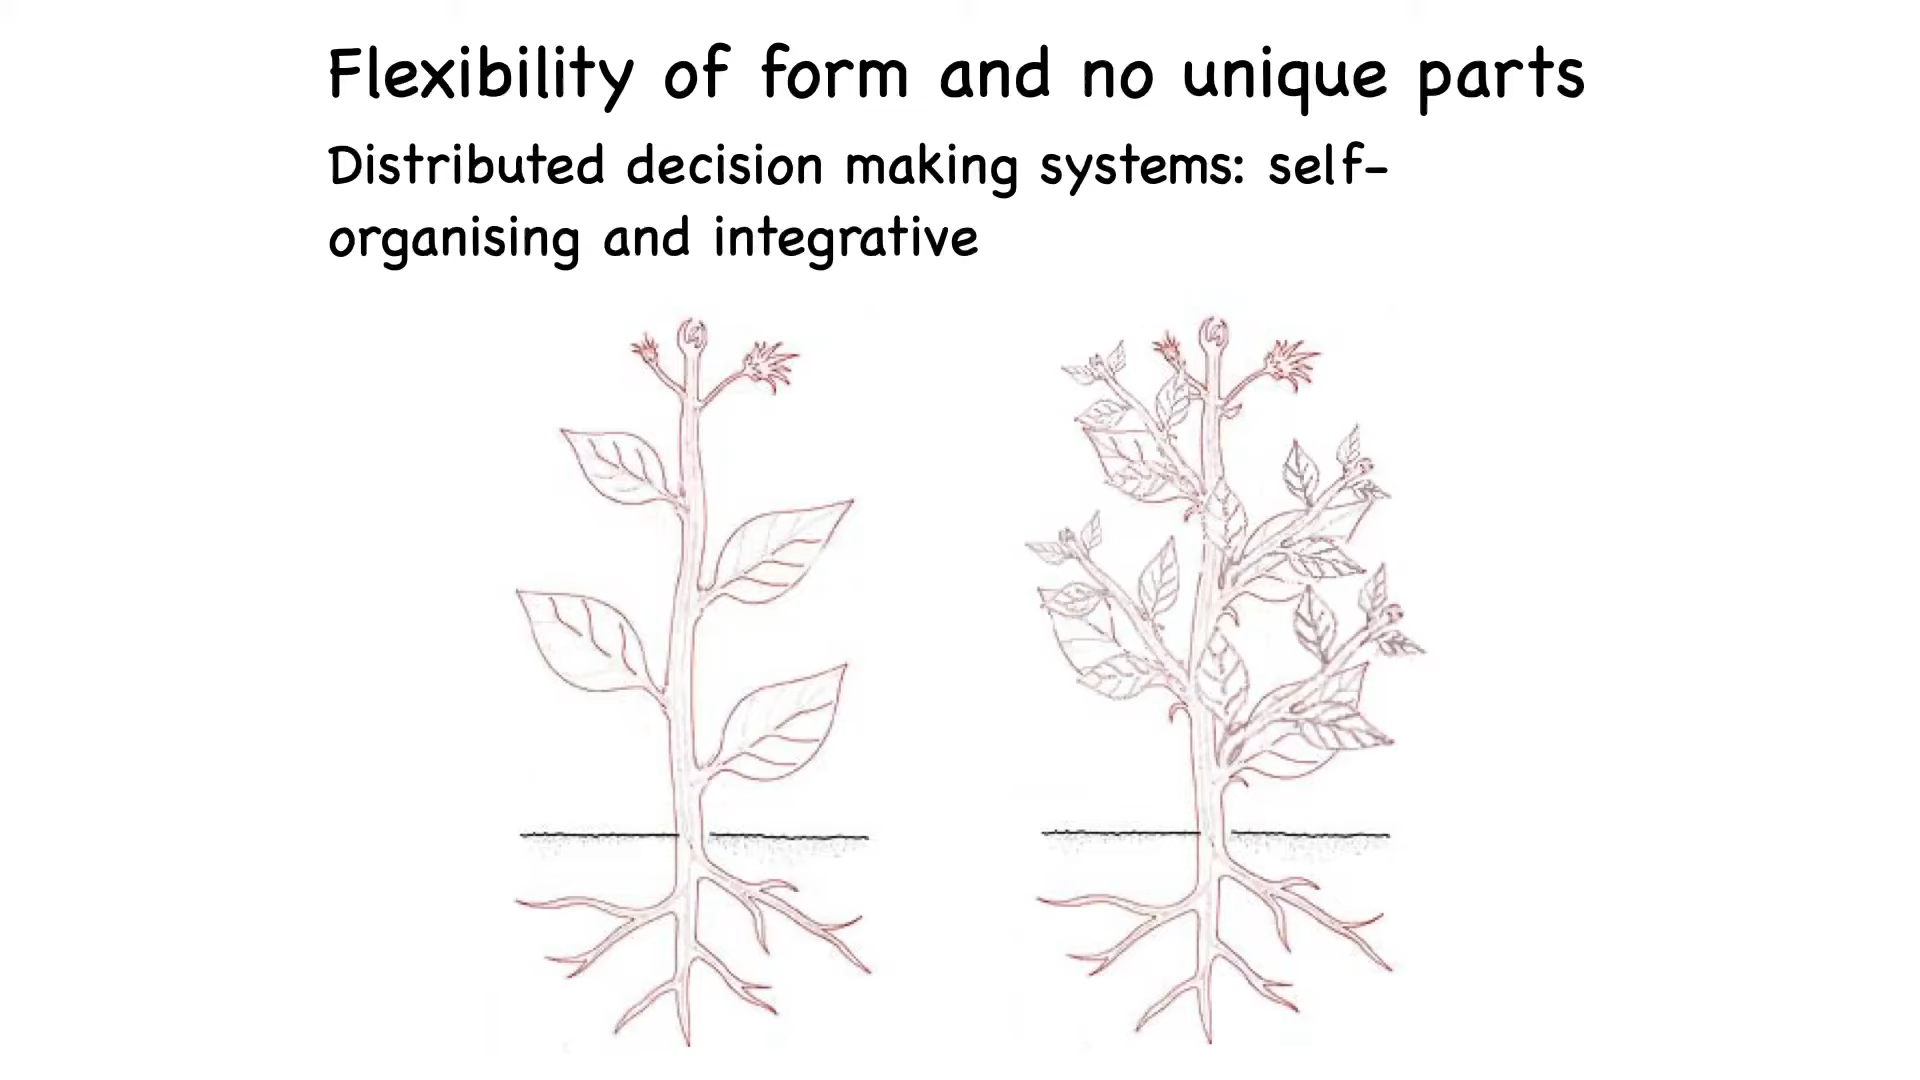 Flexibility of form and no unique parts
Distributed decision making systems: self-
organising and integrative